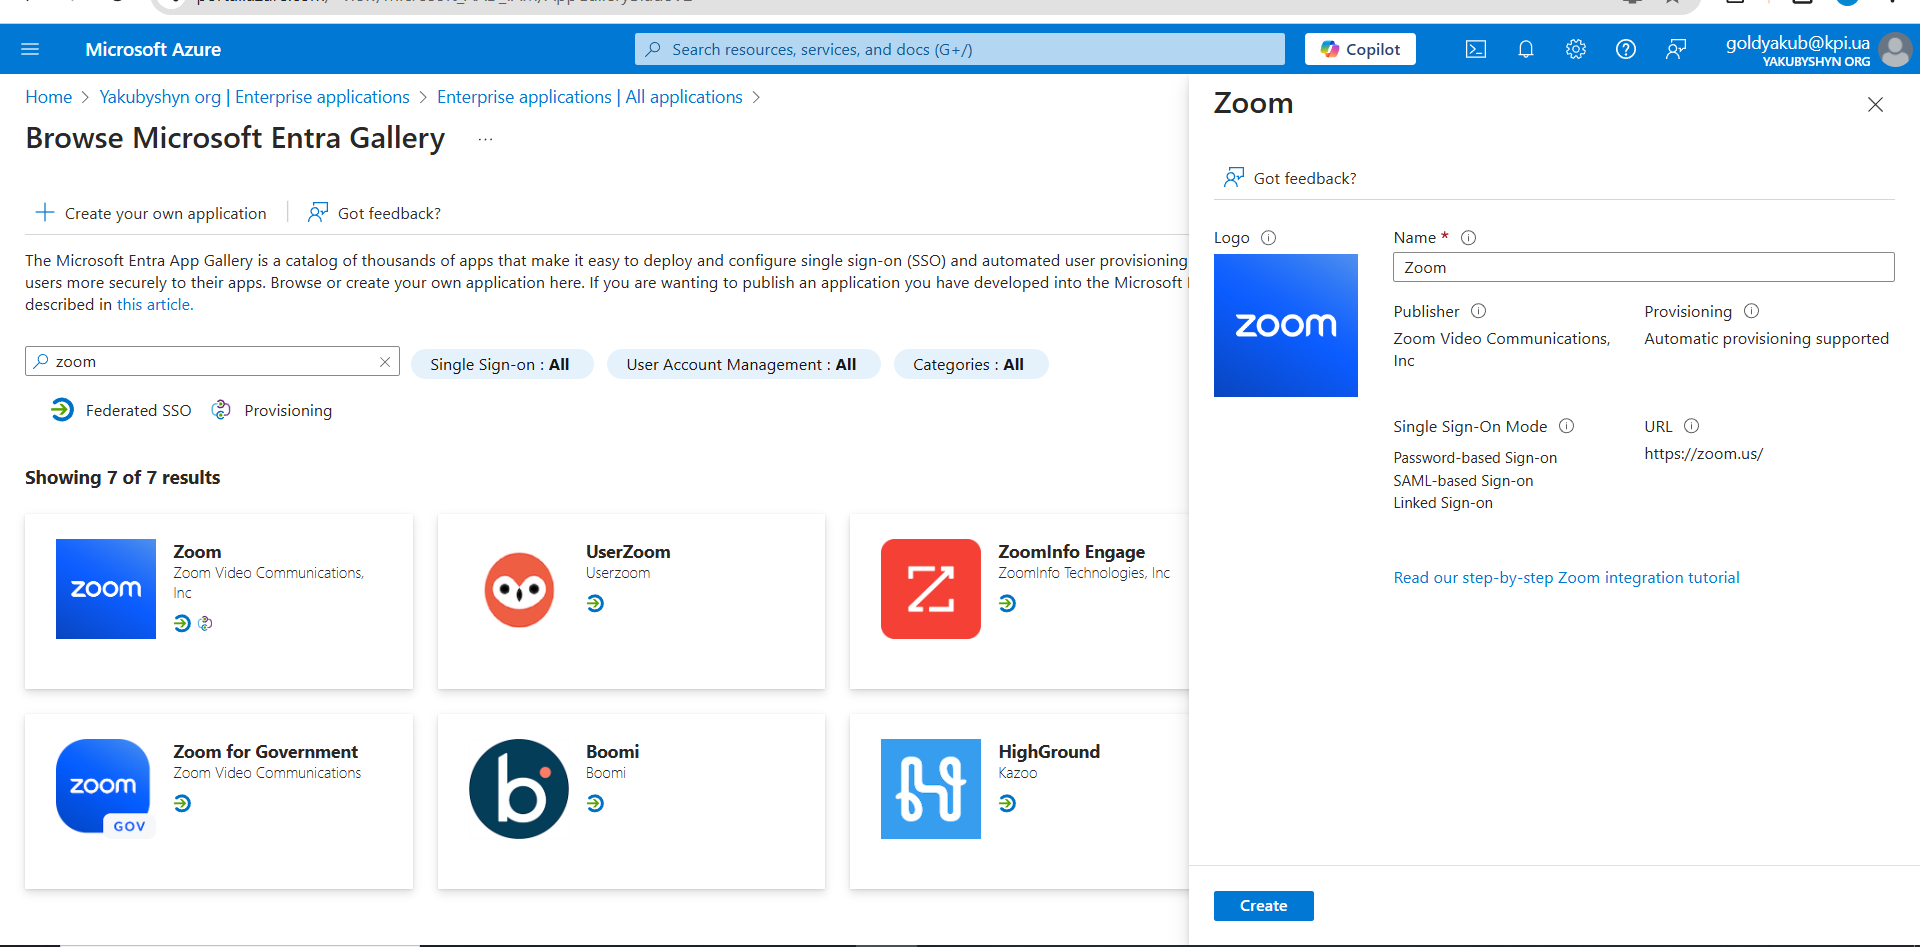 Microsoft Azure
Search resources, services, and docs (G+/)
Copilot
goldyakub@kpi.ua
YAKUBYSHYN ORG
Home > Yakubyshyn org | Enterprise applications > Enterprise applications | All applications >
Browse Microsoft Entra Gallery ...
Create your own application
Got feedback?
The Microsoft Entra App Gallery is a catalog of thousands of apps that make it easy to deploy and configure single sign-on (SSO) and automated user provisioning
users more securely to their apps. Browse or create your own application here. If you are wanting to publish an application you have developed into the Microsoft
described in this article.
zoom
Single Sign-on : All
User Account Management : All
Categories : All
Federated SSO
Provisioning
Showing 7 of 7 results
zoom
Zoom
Zoom Video Communications,
Inc
UserZoom
Userzoom
ZoomInfo Engage
ZoomInfo Technologies, Inc
zoom
GOV
Zoom for Government
Zoom Video Communications
b
Boomi
Boomi
HighGround
Kazoo
Zoom
Got feedback?
Logo
zoom
Name *
Zoom
Publisher
Zoom Video Communications,
Inc
Provisioning
Automatic provisioning supported
Single Sign-On Mode
Password-based Sign-on
SAML-based Sign-on
Linked Sign-on
URL
https://zoom.us/
Read our step-by-step Zoom integration tutorial
Create